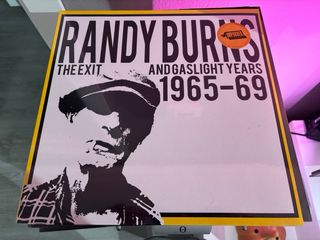 RANDY BURNS
THE EXIT AND GASLIGHT YEARS
1965-69